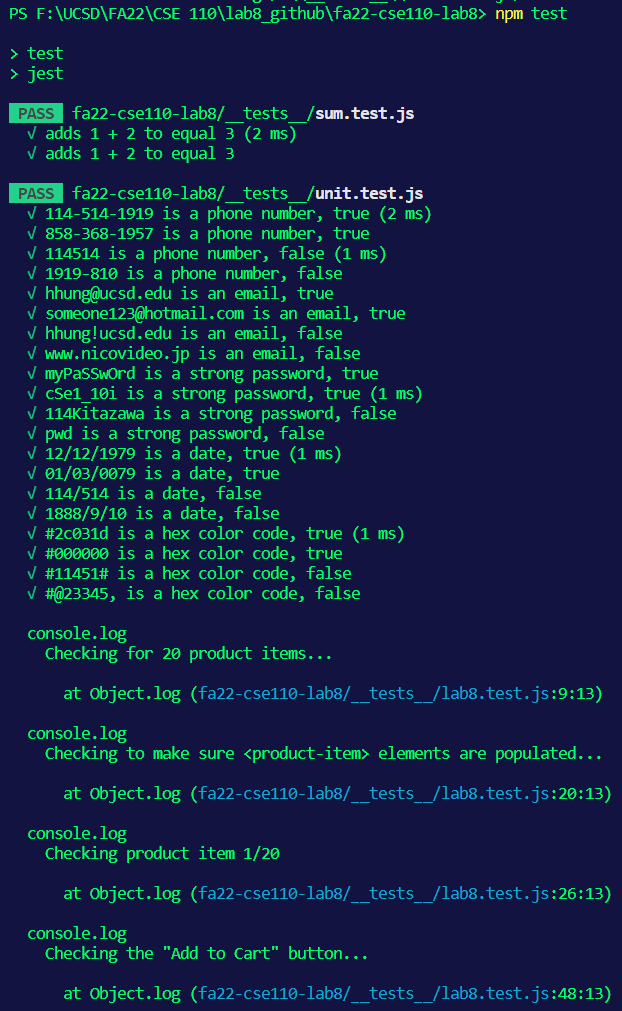 PS F:\UCSD\FA22\CSE 110\lab8_github\fa22-cse110-lab8> npm test
> test
> jest
PASS fa22-cse110-lab8/__tests__/sum.test.js
√ adds 1 + 2 to equal 3 (2 ms)
√ adds 1 + 2 to equal 3
PASS fa22-cse110-lab8/__tests__/unit.test.js
√ 114-514-1919 is a phone number, true (2 ms)
√ 858-368-1957 is a phone number, true
√ 114514 is a phone number, false (1 ms)
√ 1919-810 is a phone number, false
√ hhung@ucsd.edu is an email, true
√ someone123@hotmail.com is an email, true
√ hhung!ucsd.edu is an email, false
√ www.nicovideo.jp is an email, false
√ myPaSSwOrd is a strong password, true
√ cSe1_10i is a strong password, true (1 ms)
√ 114Kitazawa is a strong password, false
√ pwd is a strong password, false
√ 12/12/1979 is a date, true (1 ms)
√ 01/03/0079 is a date, true
√ 114/514 is a date, false
√ 1888/9/10 is a date, false
√ #2c031d is a hex color code, true (1 ms)
√ #000000 is a hex color code, true
√ #11451# is a hex color code, false
√ #@23345, is a hex color code, false
console.log
Checking for 20 product items...
at Object.log (fa22-cse110-lab8/__tests__/lab8.test.js:9:13)
console.log
Checking to make sure <product-item> elements are populated...
at Object.log (fa22-cse110-lab8/__tests__/lab8.test.js:20:13)
console.log
Checking product item 1/20
at Object.log (fa22-cse110-lab8/__tests__/lab8.test.js:26:13)
console.log
Checking the "Add to Cart" button...
at Object.log (fa22-cse110-lab8/__tests__/lab8.test.js:48:13)